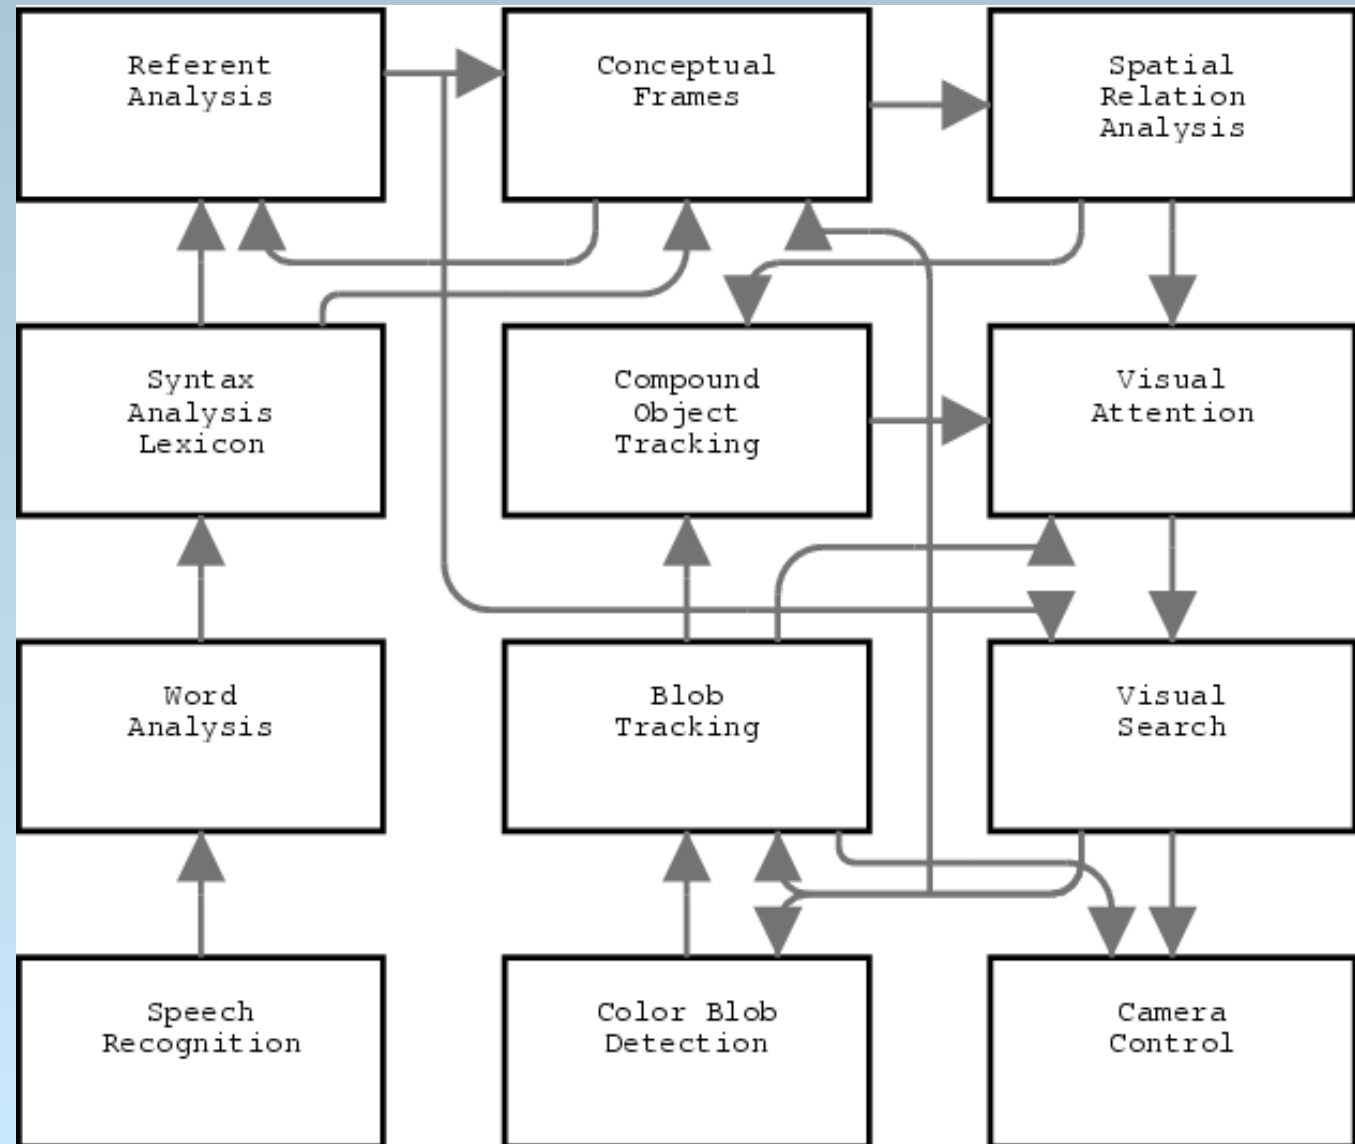 Referent
Analysis
Conceptual
Frames
Spatial
Relation
Analysis
Syntax
Analysis
Lexicon
Compound
Object
Tracking
Visual
Attention
Word
Analysis
Blob
Tracking
Visual
Search
Speech
Recognition
Color Blob
Detection
Camera
Control